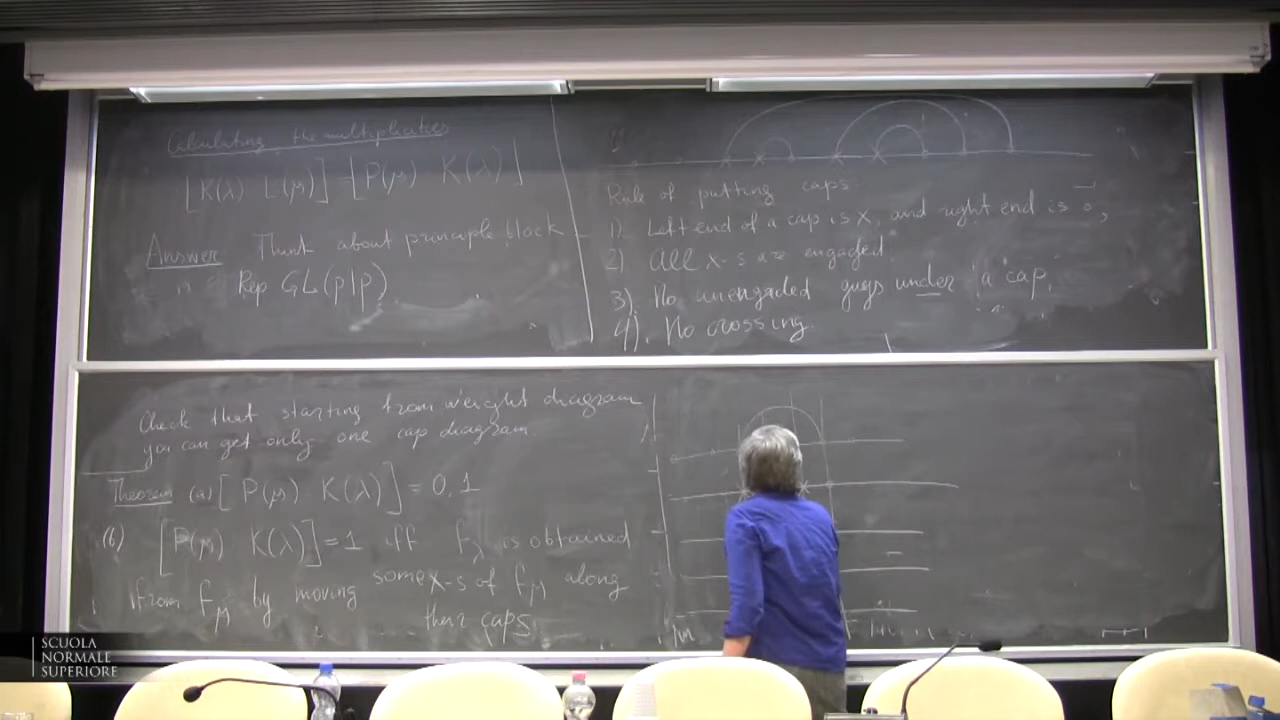 Calculating the multiplicities
[K(λ) L(μ)] = [P(μ) K(λ)]
Answer Think about principle block
in Rep GL(p|p).
Rule of putting caps:
1) Left end of a cap is x, and right end is o,
2) All x-s are engaged.
3). No unengaded guys under a cap,
4). No crossing.
Check that starting from weight diagram
you can get only one cap diagram.
Theorem (a) [P(μ) K(λ)] = 0,1
(b) [P(μ) K(λ)] = 1 iff fλ is obtained
from fμ by moving some x-s of fμ along
their caps
SCUOLA
NORMALE
SUPERIORE